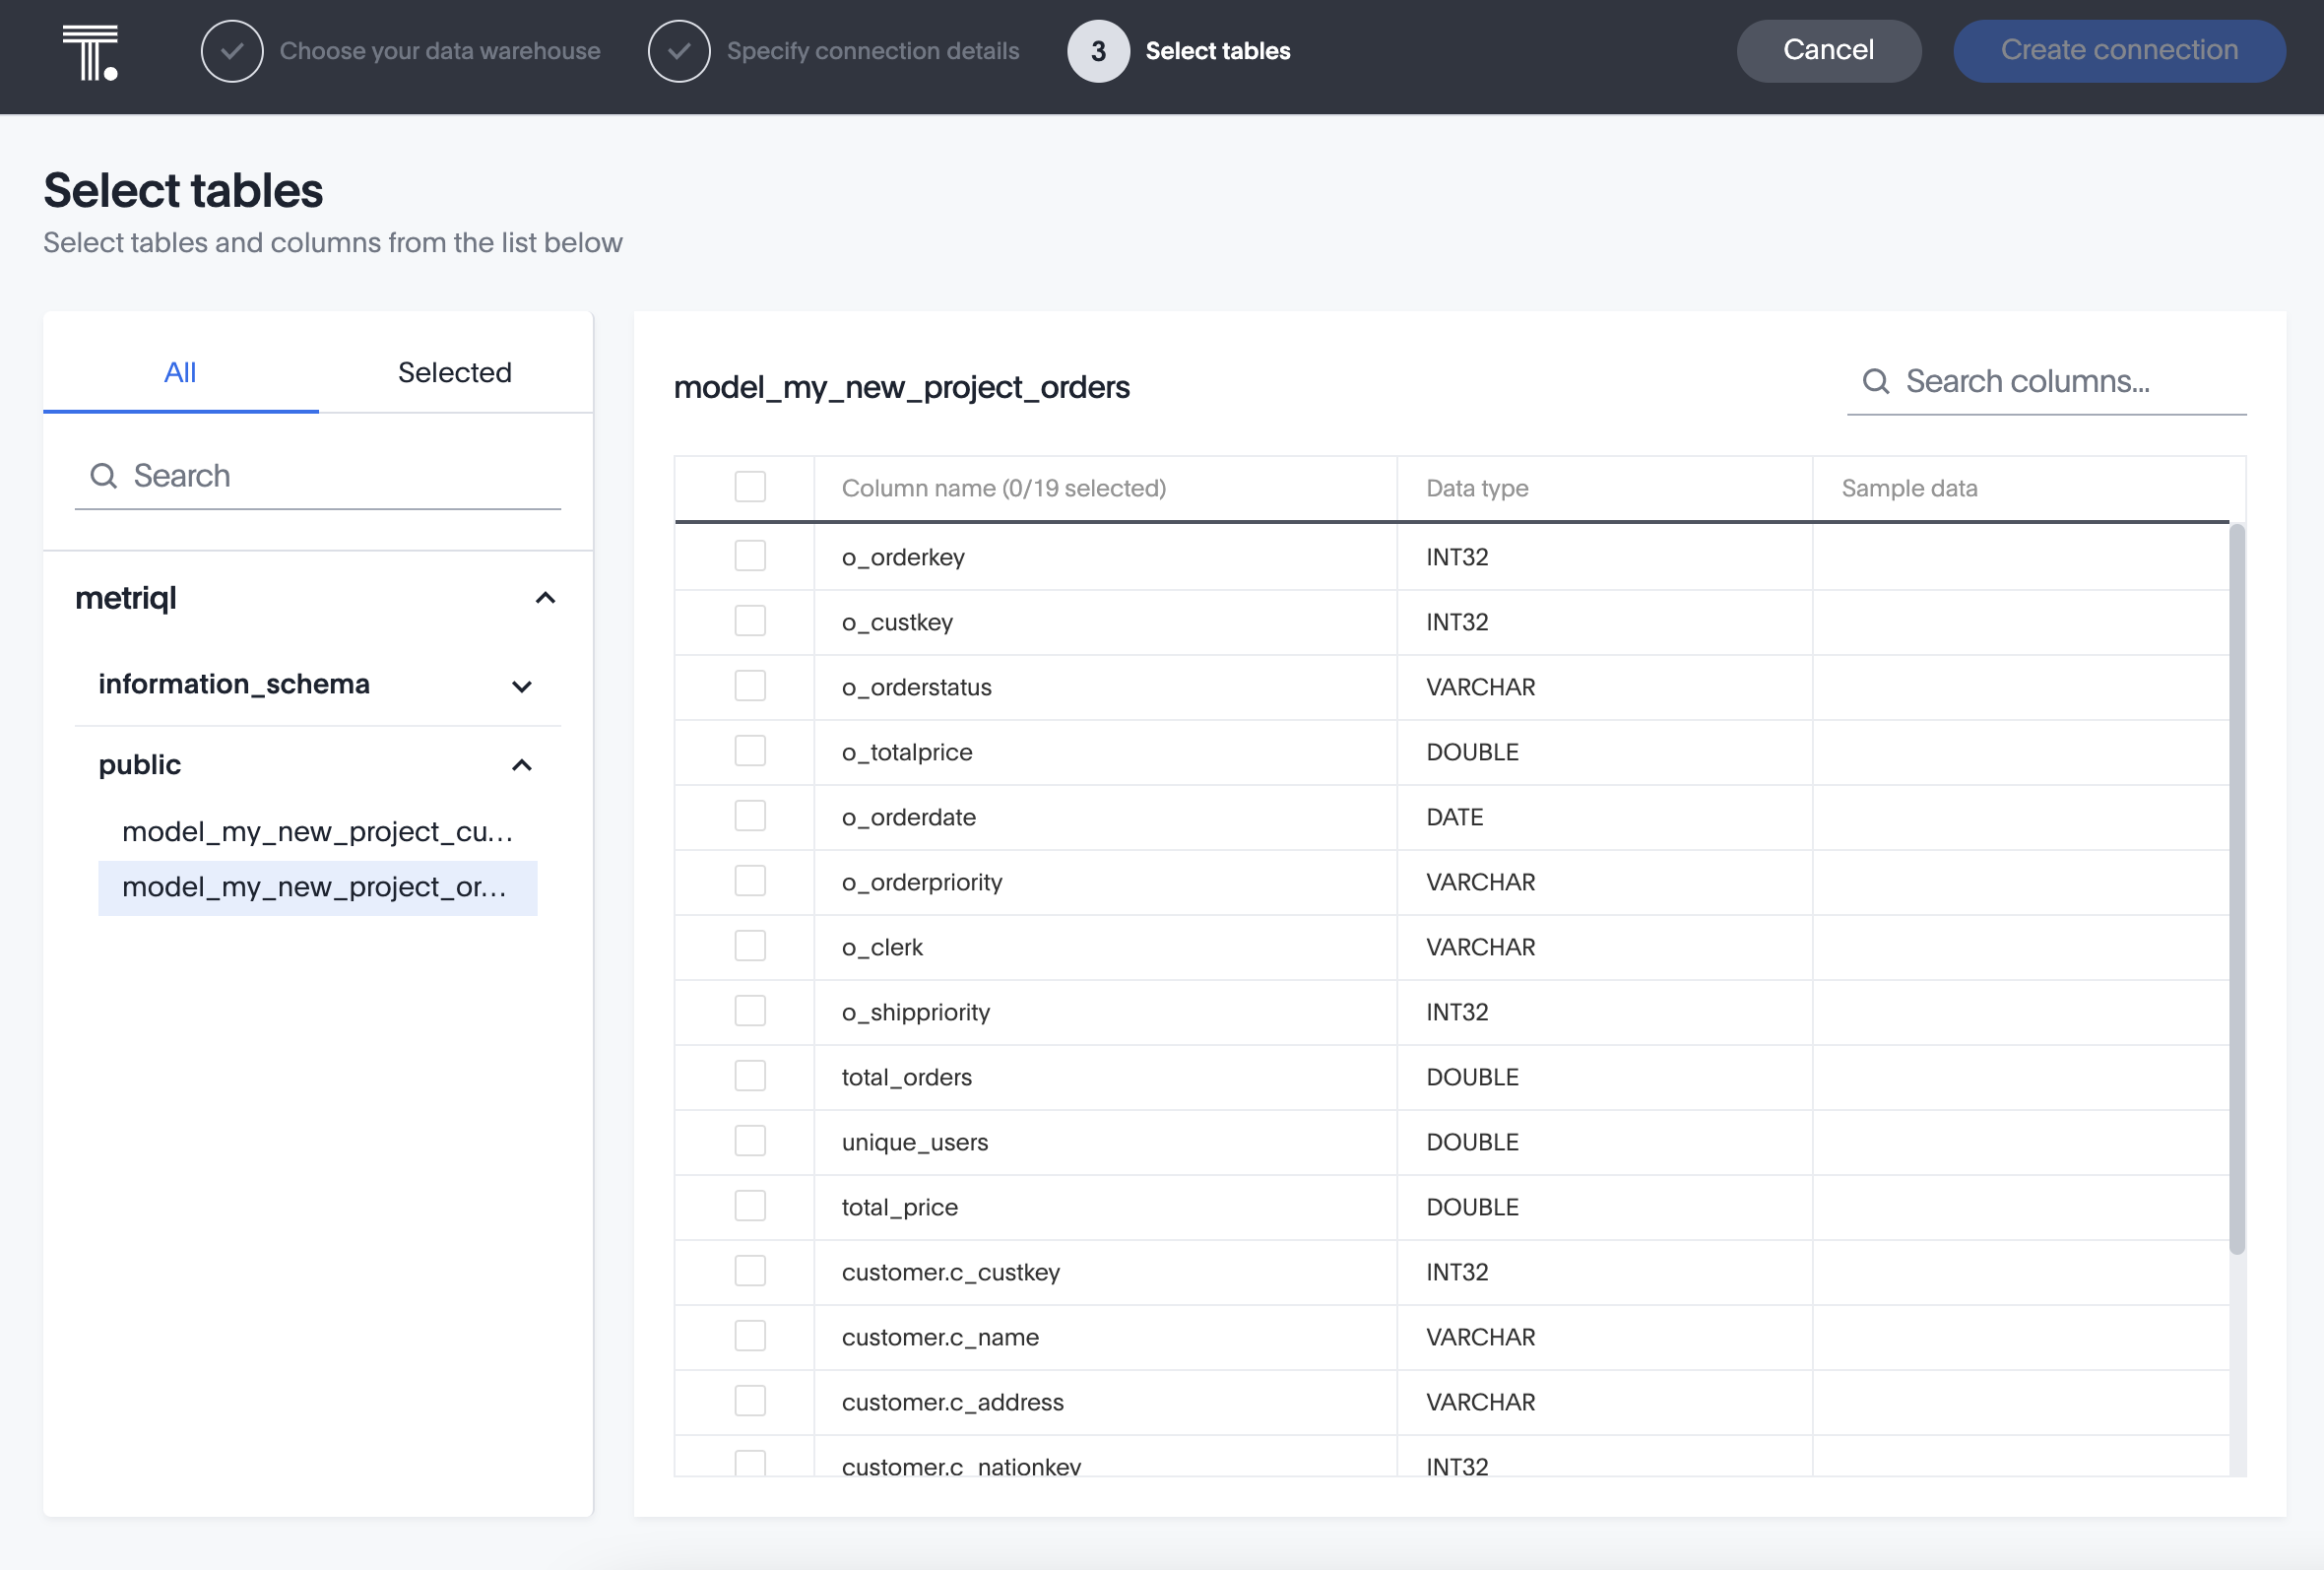 Choose your data warehouse
Specify connection details
3 Select tables
Cancel
Create connection
Select tables
Select tables and columns from the list below
All Selected
Search
metriql
information_schema
public
model_my_new_project_cu...
model_my_new_project_or...
model_my_new_project_orders
Search columns...
Column name (0/19 selected) Data type Sample data
o_orderkey INT32
o_custkey INT32
o_orderstatus VARCHAR
o_totalprice DOUBLE
o_orderdate DATE
o_orderpriority VARCHAR
o_clerk VARCHAR
o_shippriority INT32
total_orders DOUBLE
unique_users DOUBLE
total_price DOUBLE
customer.c_custkey INT32
customer.c_name VARCHAR
customer.c_address VARCHAR
customer.c_nationkey INT32